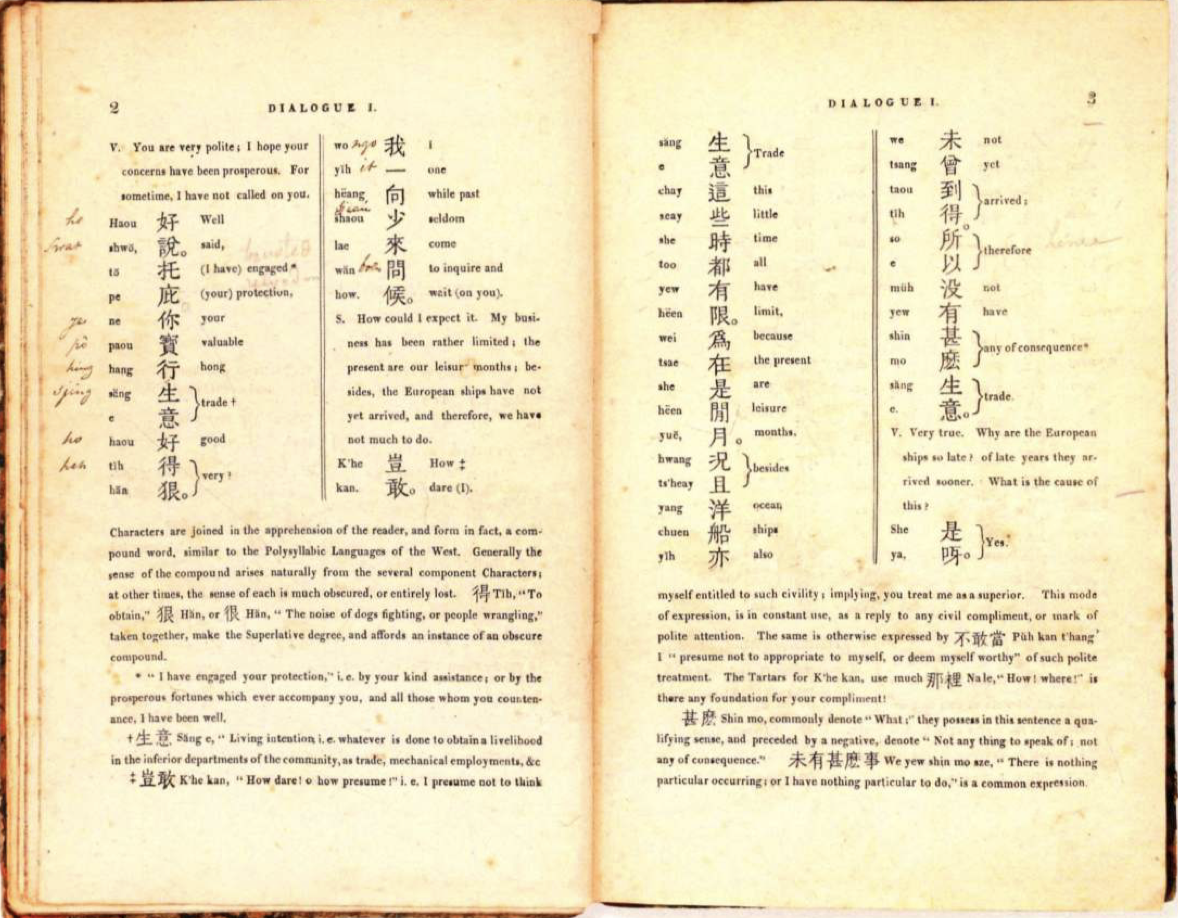 2
DIALOGUE I.
V. You are very polite; I hope your
concerns have been prosperous. For
sometime, I have not called on you.
Haou 好 Well
shwō, 說。 said,
tō 托 (I have) engaged*
pe 庇 (your) protection,
ne 你 your
paou 寶 valuable
hang 行 hong
săng 生
e 意 trade †
haou 好 good
tĭh 得
hăn 狠。 very?
wo ngo 我 I
yĭh it 一 one
hëang 向 while past
shaou 少 seldom
lae 來 come
wăn 問 to inquire and
how. 候。 wait (on you).
S. How could I expect it. My busi-
ness has been rather limited; the
present are our leisur months; be-
sides, the European ships have not
yet arrived, and therefore, we have
not much to do.
K'he 豈 How ‡
kan. 敢。 dare (I).
Characters are joined in the apprehension of the reader, and form in fact, a com-
pound word, similar to the Polysyllabic Languages of the West. Generally the
sense of the compound arises naturally from the several component Characters;
at other times, the sense of each is much obscured, or entirely lost. 得 Tĭh, "To
obtain," 狠 Hăn, or 很 Hăn, "The noise of dogs fighting, or people wrangling,"
taken together, make the Superlative degree, and affords an instance of an obscure
compound.
* "I have engaged your protection," i. e. by your kind assistance; or by the
prosperous fortunes which ever accompany you, and all those whom you counten-
ance, I have been well,
† 生意 Săng e, "Living intention, i. e. whatever is done to obtain a livelihood
in the inferior departments of the community, as trade, mechanical employments, &c
‡ 豈敢 K'he kan, "How dare! o how presume!" i. e. I presume not to think
DIALOGUE I.
3
săng 生
e 意 Trade
chay 這 this
seay 些 little
she 時 time
too 都 all
yew 有 have
hëen 限。 limit,
wei 爲 because
tsae 在 the present
she 是 are
hëen 閒 leisure
yuĕ, 月。 months.
hwang 況
ts'heay 且 besides
yang 洋 ocean
chuen 船 ships
yĭh 亦 also
we 未 not
tsang 曾 yet
taou 到
tĭh 得。 arrived;
so 所
e 以 therefore
mŭh 没 not
yew 有 have
shin 甚
mo 麽 any of consequence*
săng 生
e. 意。 trade.
V. Very true. Why are the European
ships so late? of late years they ar-
rived sooner. What is the cause of
this?
She 是
ya, 呀。 Yes.
myself entitled to such civility; implying, you treat me as a superior. This mode
of expression, is in constant use, as a reply to any civil compliment, or mark of
polite attention. The same is otherwise expressed by 不敢當 Pŭh kan t'hang
I "presume not to appropriate to myself, or deem myself worthy" of such polite
treatment. The Tartars for K'he kan, use much 那裡 Na le, "How! where!" is
there any foundation for your compliment!
甚麽 Shin mo, commonly denote "What;" they possess in this sentence a qua-
lifying sense, and preceded by a negative, denote "Not any thing to speak of; not
any of consequence." 未有甚麽事 We yew shin mo sze, "There is nothing
particular occurring; or I have nothing particular to do," is a common expression.